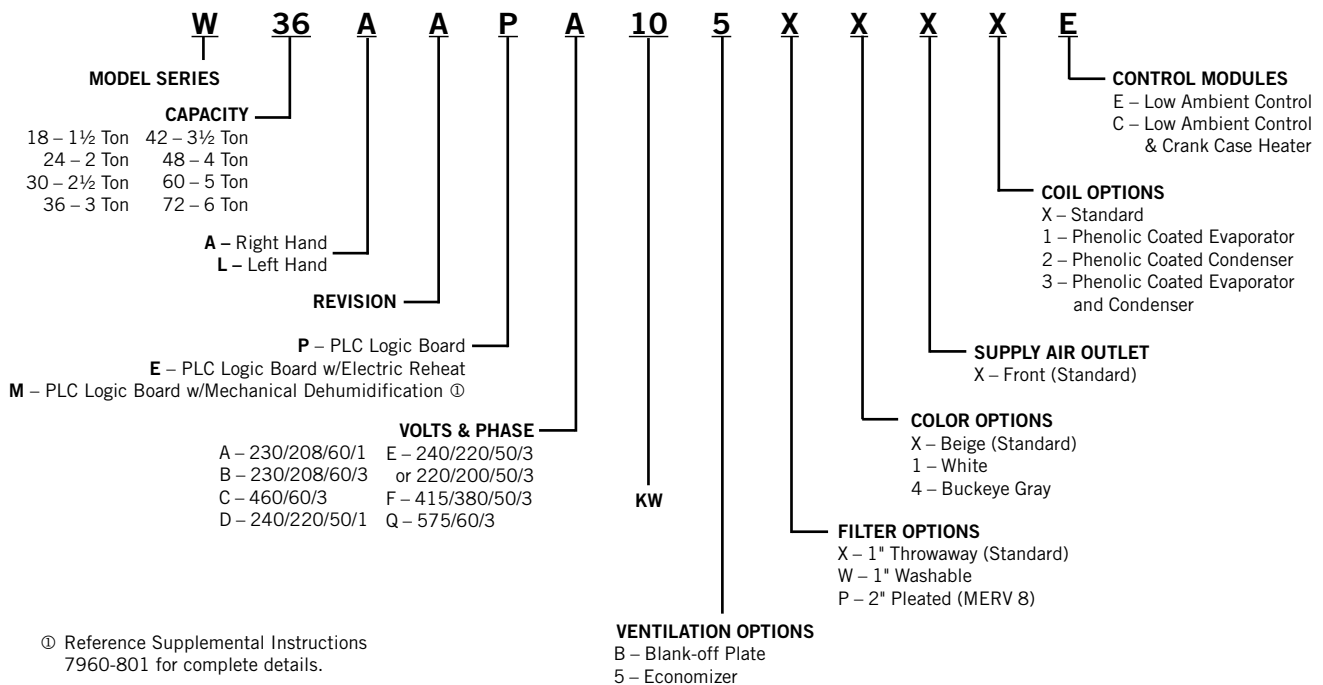 W 36 A A P A 10 5 X X X X E
MODEL SERIES
CAPACITY
18 – 1½ Ton 42 – 3½ Ton
24 – 2 Ton 48 – 4 Ton
30 – 2½ Ton 60 – 5 Ton
36 – 3 Ton 72 – 6 Ton
A – Right Hand
L – Left Hand
REVISION
P – PLC Logic Board
E – PLC Logic Board w/Electric Reheat
M – PLC Logic Board w/Mechanical Dehumidification ①
VOLTS & PHASE
A – 230/208/60/1 E – 240/220/50/3
B – 230/208/60/3 or 220/200/50/3
C – 460/60/3 F – 415/380/50/3
D – 240/220/50/1 Q – 575/60/3
KW
VENTILATION OPTIONS
B – Blank-off Plate
5 – Economizer
FILTER OPTIONS
X – 1" Throwaway (Standard)
W – 1" Washable
P – 2" Pleated (MERV 8)
COLOR OPTIONS
X – Beige (Standard)
1 – White
4 – Buckeye Gray
SUPPLY AIR OUTLET
X – Front (Standard)
COIL OPTIONS
X – Standard
1 – Phenolic Coated Evaporator
2 – Phenolic Coated Condenser
3 – Phenolic Coated Evaporator
and Condenser
CONTROL MODULES
E – Low Ambient Control
C – Low Ambient Control
& Crank Case Heater
① Reference Supplemental Instructions
7960-801 for complete details.